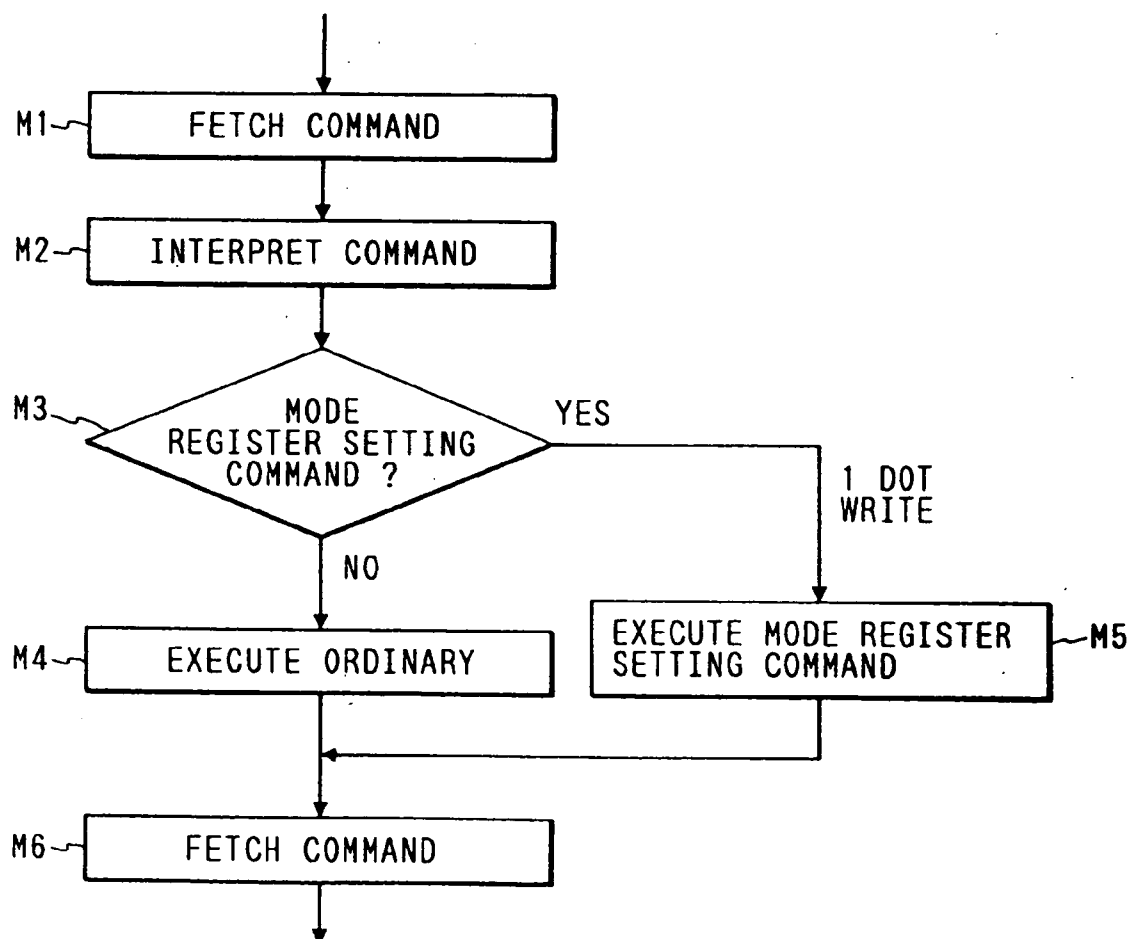 M1
FETCH COMMAND
M2
INTERPRET COMMAND
M3
MODE
REGISTER SETTING
COMMAND ?
YES
1 DOT
WRITE
NO
M4
EXECUTE ORDINARY
EXECUTE MODE REGISTER
SETTING COMMAND
M5
M6
FETCH COMMAND